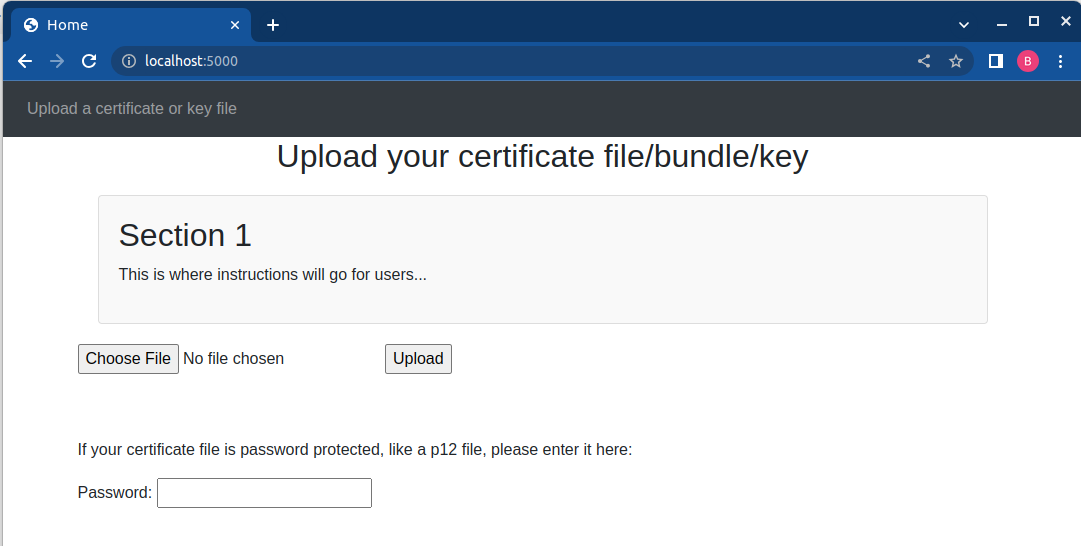 Home
localhost:5000
B
Upload a certificate or key file
Upload your certificate file/bundle/key
Section 1
This is where instructions will go for users...
Choose File No file chosen Upload
If your certificate file is password protected, like a p12 file, please enter it here:
Password: